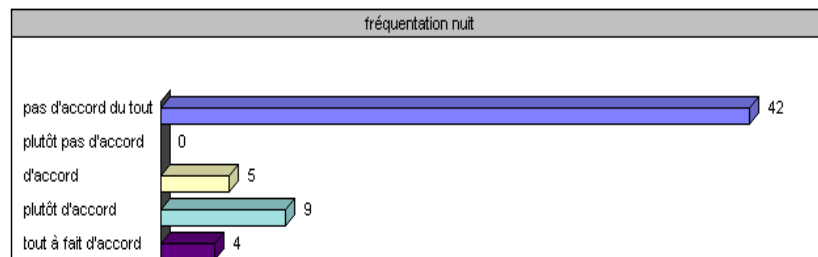 fréquentation nuit
pas d'accord du tout 42
plutôt pas d'accord 0
d'accord 5
plutôt d'accord 9
tout à fait d'accord 4